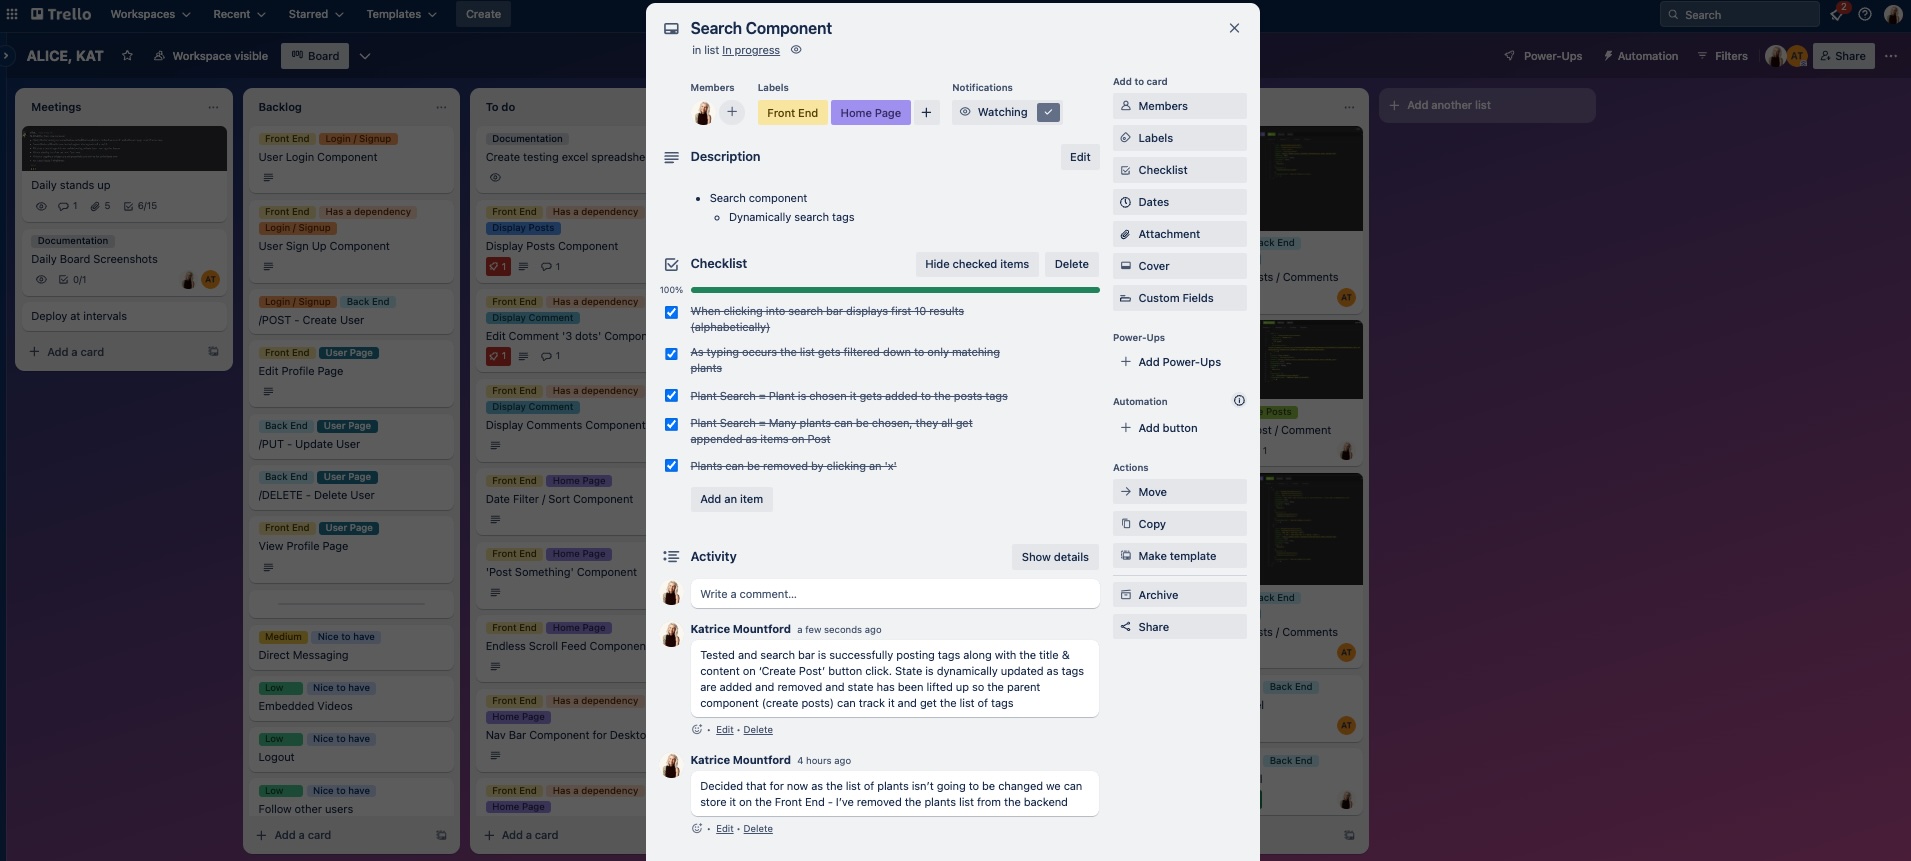 Trello
Workspaces
Recent
Starred
Templates
Create
Search
2
ALICE, KAT
Workspace visible
Board
Power-Ups
Automation
Filters
AT
Share
Meetings
Daily stands up
1
5
6/15
Documentation
Daily Board Screenshots
0/1
AT
Deploy at intervals
Add a card
Backlog
Front End Login / Signup
User Login Component
Front End Has a dependency
Login / Signup
User Sign Up Component
Login / Signup Back End
/POST - Create User
Front End User Page
Edit Profile Page
Back End User Page
/PUT - Update User
Back End User Page
/DELETE - Delete User
Front End User Page
View Profile Page
Medium Nice to have
Direct Messaging
Low Nice to have
Embedded Videos
Low Nice to have
Logout
Low Nice to have
Follow other users
Add a card
To do
Documentation
Create testing excel spreadshe
Front End Has a dependency
Display Posts
Display Posts Component
1
1
Front End Has a dependency
Display Comment
Edit Comment '3 dots' Compor
1
1
Front End Has a dependency
Display Comment
Display Comments Component
Front End Home Page
Date Filter / Sort Component
Front End Home Page
'Post Something' Component
Front End Home Page
Endless Scroll Feed Componen
Front End Has a dependency
Home Page
Nav Bar Component for Deskto
Front End Has a dependency
Home Page
Add a card
Search Component
in list In progress
Members
Labels
Front End
Home Page
Notifications
Watching
Description
Edit
Search component
Dynamically search tags
Checklist
Hide checked items
Delete
100%
When clicking into search bar displays first 10 results
(alphabetically)
As typing occurs the list gets filtered down to only matching
plants
Plant Search = Plant is chosen it gets added to the posts tags
Plant Search = Many plants can be chosen, they all get
appended as items on Post
Plants can be removed by clicking an 'x'
Add an item
Activity
Show details
Write a comment...
Katrice Mountford a few seconds ago
Tested and search bar is successfully posting tags along with the title &
content on ‘Create Post’ button click. State is dynamically updated as tags
are added and removed and state has been lifted up so the parent
component (create posts) can track it and get the list of tags
Edit • Delete
Katrice Mountford 4 hours ago
Decided that for now as the list of plants isn’t going to be changed we can
store it on the Front End - I’ve removed the plants list from the backend
Edit • Delete
Add to card
Members
Labels
Checklist
Dates
Attachment
Cover
Custom Fields
Power-Ups
Add Power-Ups
Automation
Add button
Actions
Move
Copy
Make template
Archive
Share
ack End
sts / Comments
AT
e Posts
ost / Comment
1
ack End
sts / Comments
AT
Back End
AT
Back End
Add another list